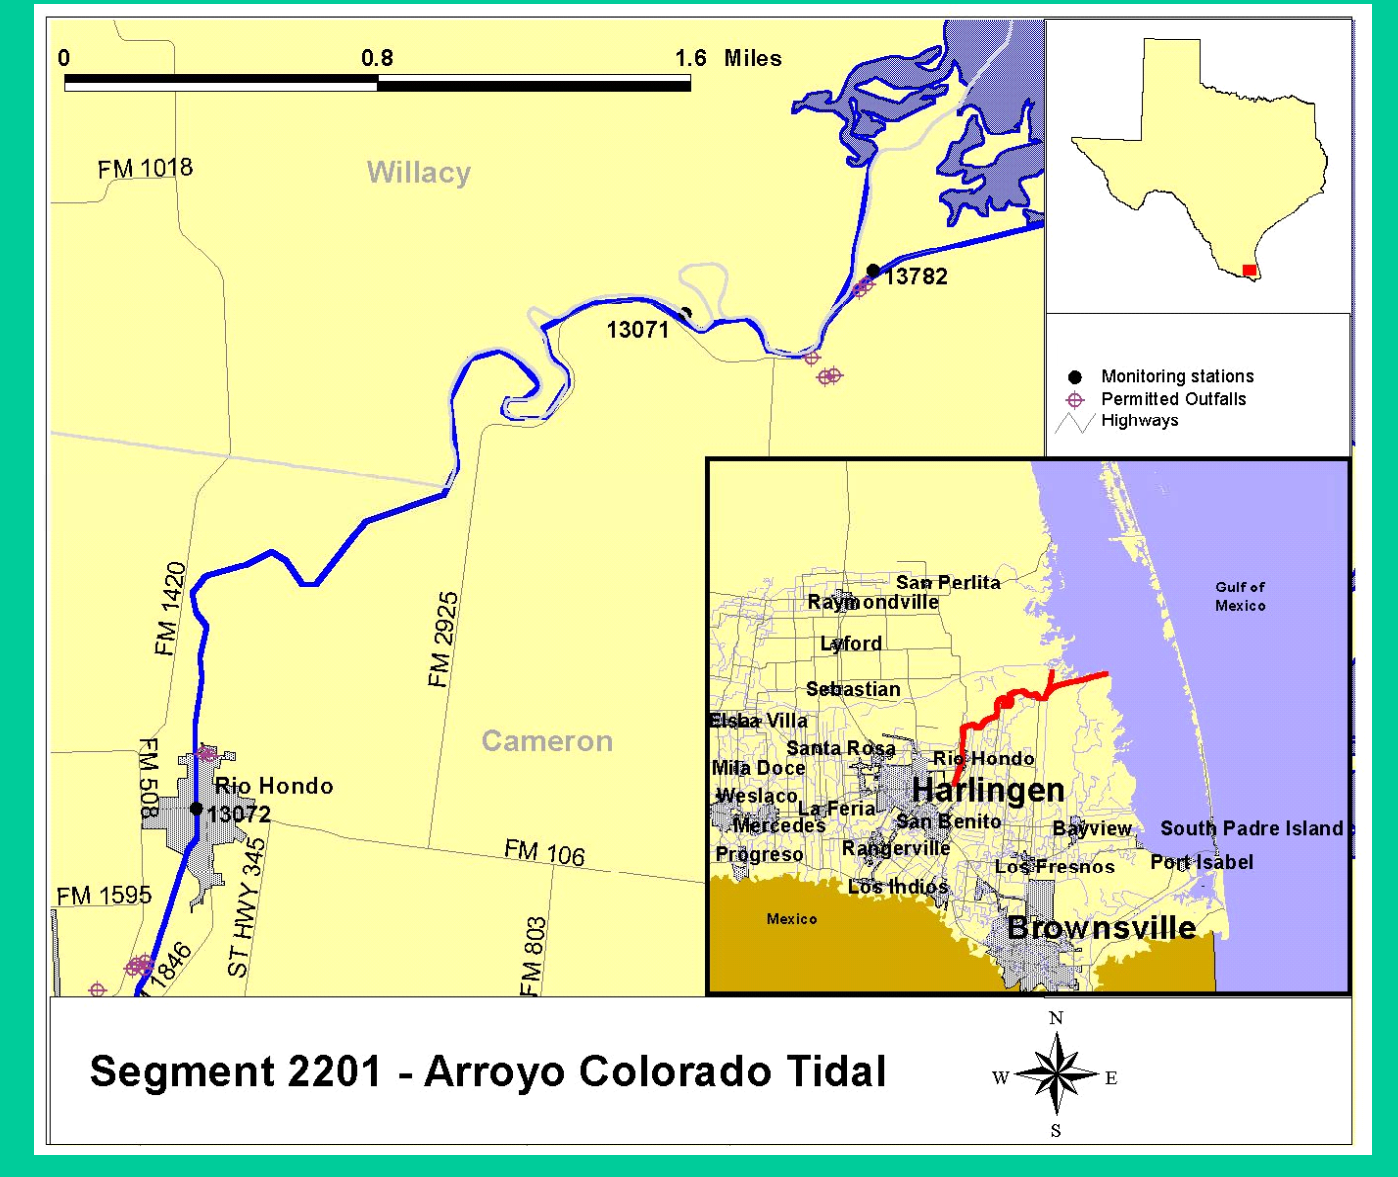 0 0.8 1.6 Miles
FM 1018
Willacy
13782
13071
Monitoring stations
Permitted Outfalls
Highways
FM 1420
FM 2925
Cameron
FM 508
Rio Hondo
13072
FM 106
FM 1595
ST HWY 345
1846
FM 803
San Perlita
Raymondville
Lyford
Sebastian
Gulf of
Mexico
Villa
Santa Rosa
Rio Hondo
Mila Doce
Harlingen
Weslaco
La Feria
Mercedes
San Benito
Bayview
South Padre Island
Progreso
Rangerville
Los Fresnos
Port Isabel
Los Indios
Mexico
Brownsville
Segment 2201 - Arroyo Colorado Tidal
N
W E
S